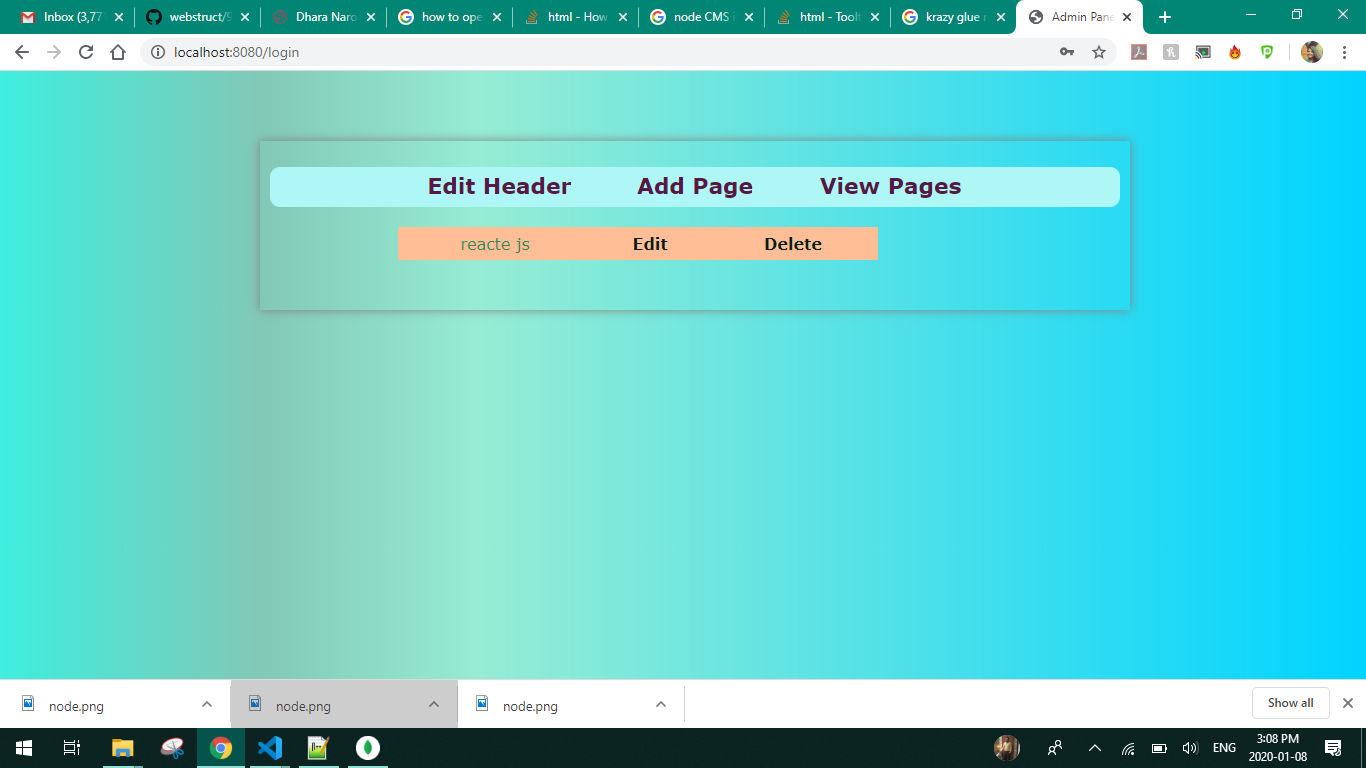 Inbox (3,77
webstruct/9
Dhara Naro
how to ope
html - How
node CMS
html - Toolt
krazy glue r
Admin Pane
localhost:8080/login
Edit Header Add Page View Pages
reacte js Edit Delete
node.png
node.png
node.png
Show all
ENG
3:08 PM
2020-01-08